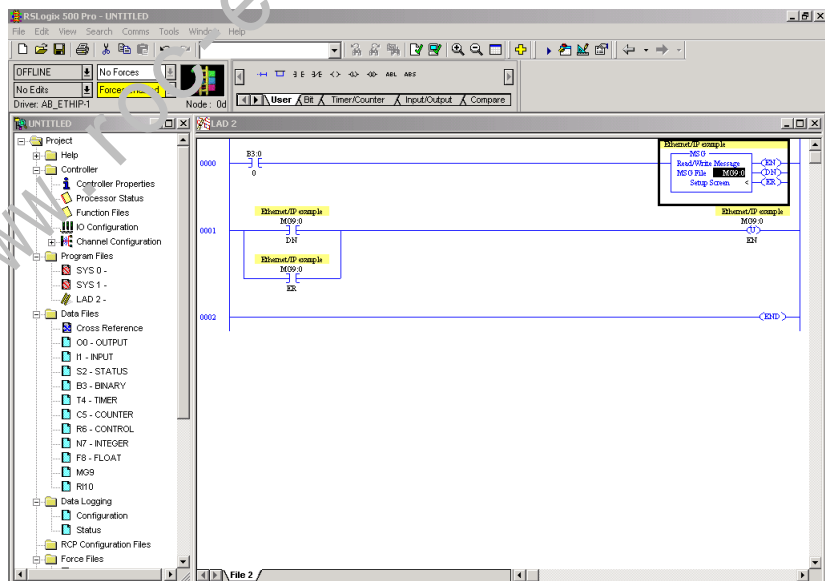 RSLogix 500 Pro - UNTITLED
File Edit View Search Comms Tools Window Help
OFFLINE No Forces
No Edits Forces
Driver: AB_ETHIP-1 Node : 0d
ABL ABS
User Bit Timer/Counter Input/Output Compare
UNTITLED
Project
Help
Controller
Controller Properties
Processor Status
Function Files
IO Configuration
Channel Configuration
Program Files
SYS 0 -
SYS 1 -
LAD 2 -
Data Files
Cross Reference
O0 - OUTPUT
I1 - INPUT
S2 - STATUS
B3 - BINARY
T4 - TIMER
C5 - COUNTER
R6 - CONTROL
N7 - INTEGER
F8 - FLOAT
MG9
RI10
Data Logging
Configuration
Status
RCP Configuration Files
Force Files
LAD 2
0000
B3:0
0
Ethernet/IP example
MSG
Read/Write Message
MSG File MG9:0
Setup Screen <
EN
DN
ER
0001
Ethernet/IP example
MG9:0
DN
Ethernet/IP example
MG9:0
ER
Ethernet/IP example
MG9:0
U
EN
0002
END
File 2